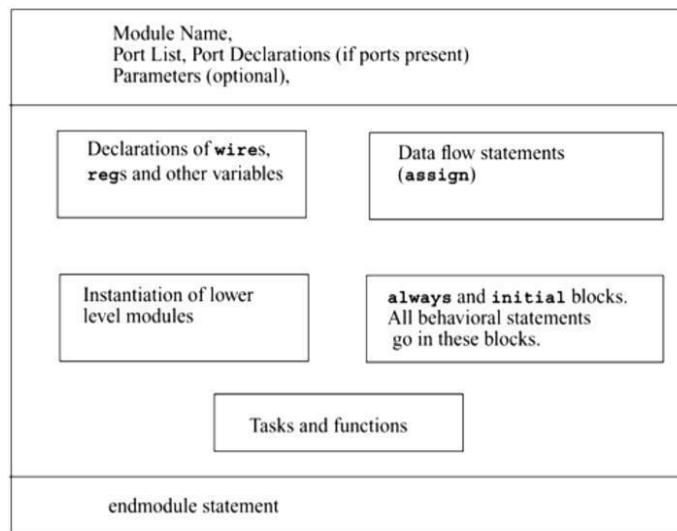 Module Name,
Port List, Port Declarations (if ports present)
Parameters (optional),
Declarations of wires,
regs and other variables
Data flow statements
(assign)
Instantiation of lower
level modules
always and initial blocks.
All behavioral statements
go in these blocks.
Tasks and functions
endmodule statement